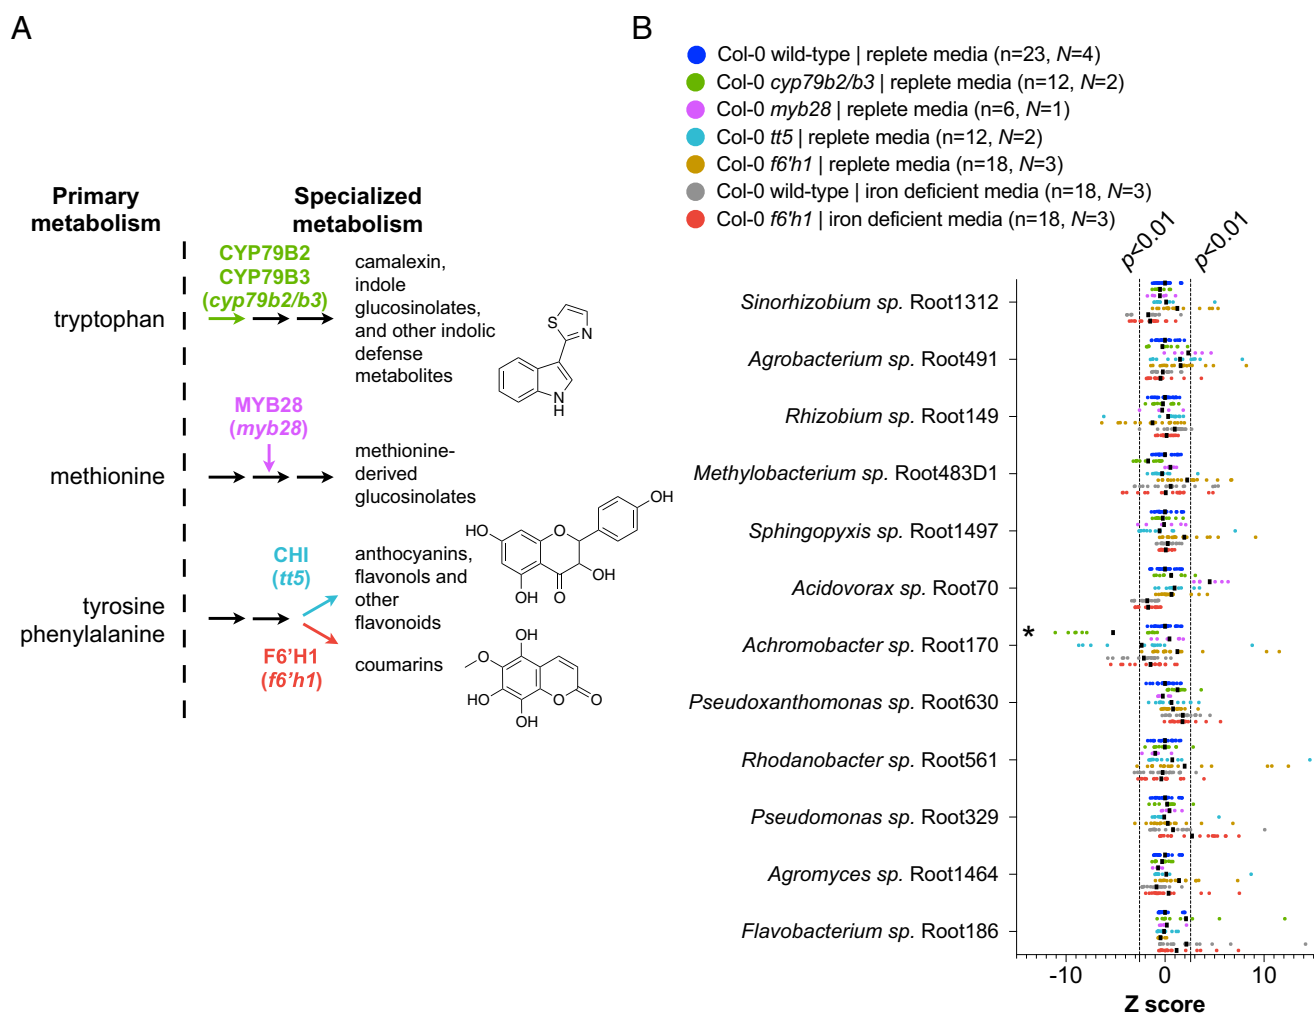 A
Primary
metabolism
Specialized
metabolism
CYP79B2
CYP79B3
(cyp79b2/b3)
tryptophan
camalexin,
indole
glucosinolates,
and other indolic
defense
metabolites
S
N
N
H
MYB28
(myb28)
methionine
methionine-
derived
glucosinolates
CHI
(tt5)
tyrosine
phenylalanine
anthocyanins,
flavonols and
other
flavonoids
OH
HO
O
OH
OH
O
F6’H1
(f6’h1)
coumarins
OH
O
HO
O
O
OH
B
Col-0 wild-type | replete media (n=23, N=4)
Col-0 cyp79b2/b3 | replete media (n=12, N=2)
Col-0 myb28 | replete media (n=6, N=1)
Col-0 tt5 | replete media (n=12, N=2)
Col-0 f6'h1 | replete media (n=18, N=3)
Col-0 wild-type | iron deficient media (n=18, N=3)
Col-0 f6'h1 | iron deficient media (n=18, N=3)
p<0.01
p<0.01
Sinorhizobium sp. Root1312
Agrobacterium sp. Root491
Rhizobium sp. Root149
Methylobacterium sp. Root483D1
Sphingopyxis sp. Root1497
Acidovorax sp. Root70
Achromobacter sp. Root170
*
Pseudoxanthomonas sp. Root630
Rhodanobacter sp. Root561
Pseudomonas sp. Root329
Agromyces sp. Root1464
Flavobacterium sp. Root186
-10
0
10
Z score